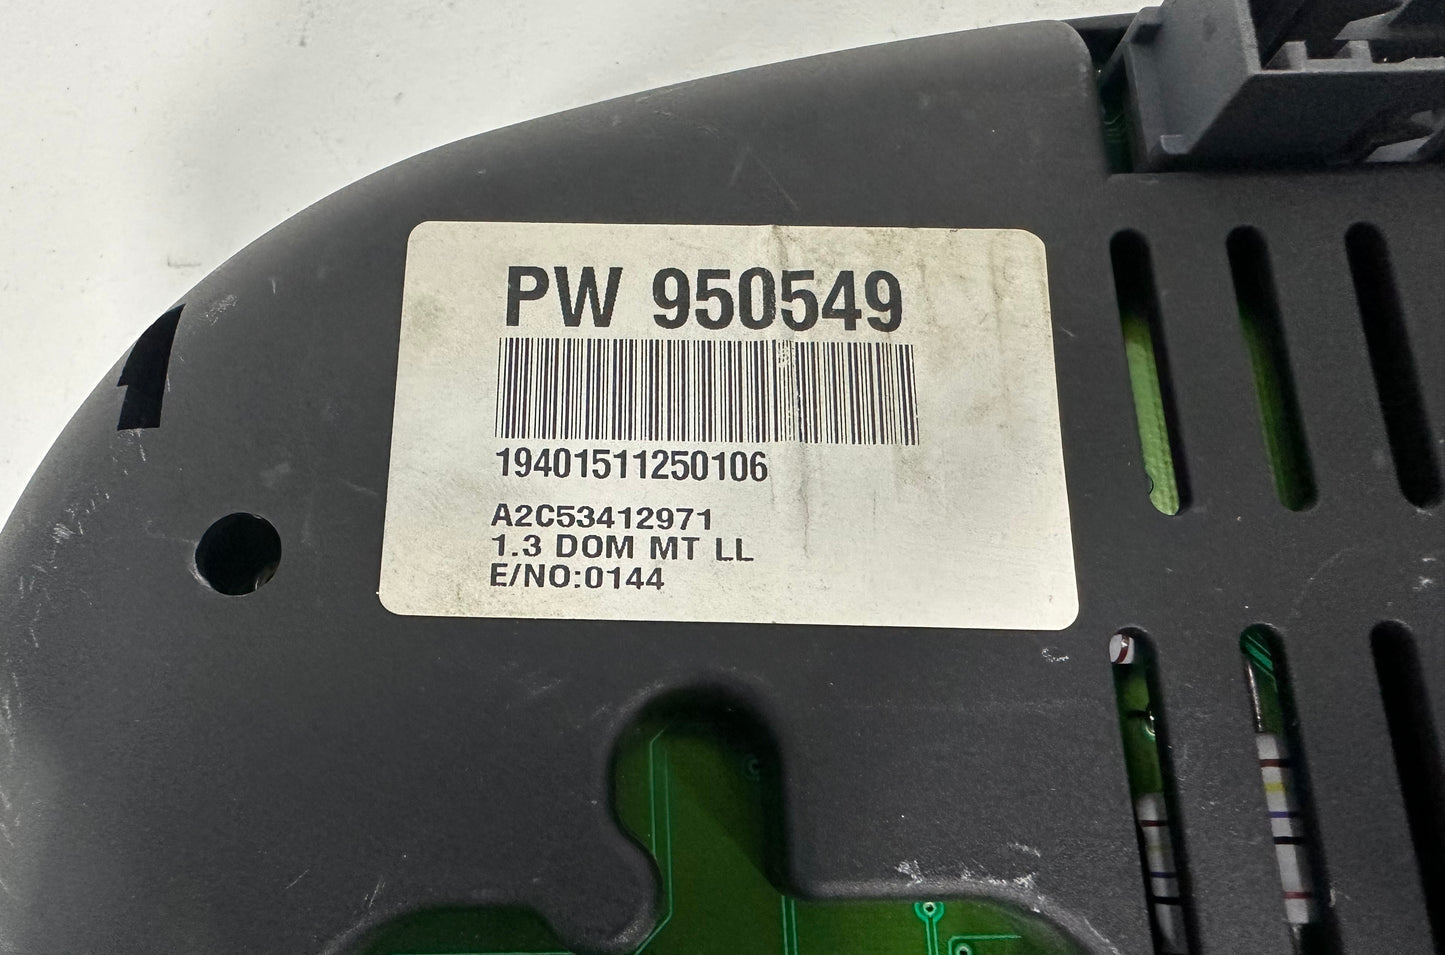 PW 950549
19401511250106
A2C53412971
1.3 DOM MT LL
E/NO:0144